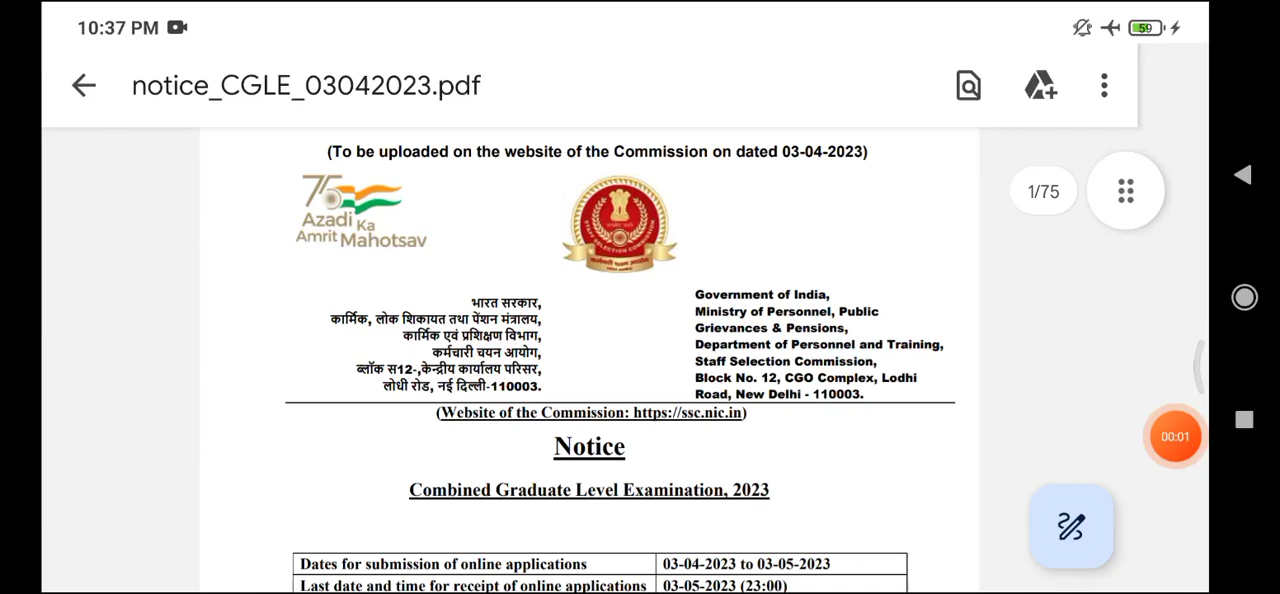 10:37 PM
59
notice_CGLE_03042023.pdf
(To be uploaded on the website of the Commission on dated 03-04-2023)
1/75
75
Azadi Ka
Amrit Mahotsav
STAFF SELECTION COMMISSION
भारत सरकार,
कार्मिक, लोक शिकायत तथा पेंशन मंत्रालय,
कार्मिक एवं प्रशिक्षण विभाग,
कर्मचारी चयन आयोग,
ब्लॉक स12-,केन्द्रीय कार्यालय परिसर,
लोधी रोड, नई दिल्ली-110003.
Government of India,
Ministry of Personnel, Public
Grievances & Pensions,
Department of Personnel and Training,
Staff Selection Commission,
Block No. 12, CGO Complex, Lodhi
Road, New Delhi - 110003.
(Website of the Commission: https://ssc.nic.in)
Notice
00:01
Combined Graduate Level Examination, 2023
Dates for submission of online applications 03-04-2023 to 03-05-2023
Last date and time for receipt of online applications 03-05-2023 (23:00)